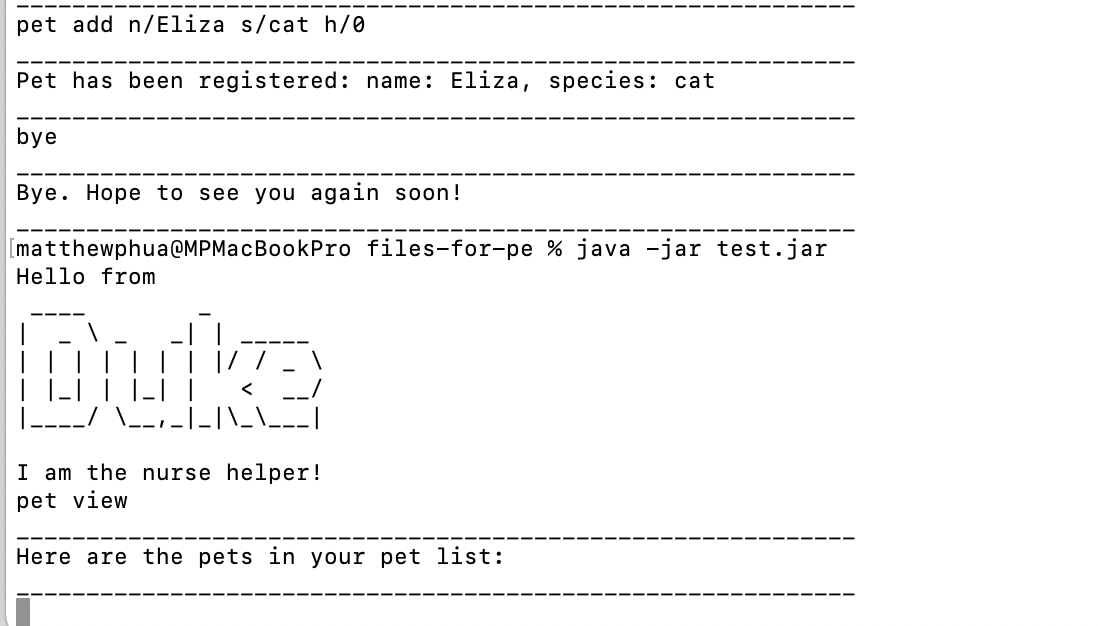 ____________________________________________________________
pet add n/Eliza s/cat h/0
____________________________________________________________
Pet has been registered: name: Eliza, species: cat
____________________________________________________________
bye
____________________________________________________________
Bye. Hope to see you again soon!
____________________________________________________________
[matthewphua@MPMacBookPro files-for-pe % java -jar test.jar
Hello from
 ____        _
|  _ \ _   _| | _____
| | | | | | | |/ / _ \
| |_| | |_| |   <  __/
|____/ \__,_|_|\_\___|

I am the nurse helper!
pet view
____________________________________________________________
Here are the pets in your pet list:
____________________________________________________________